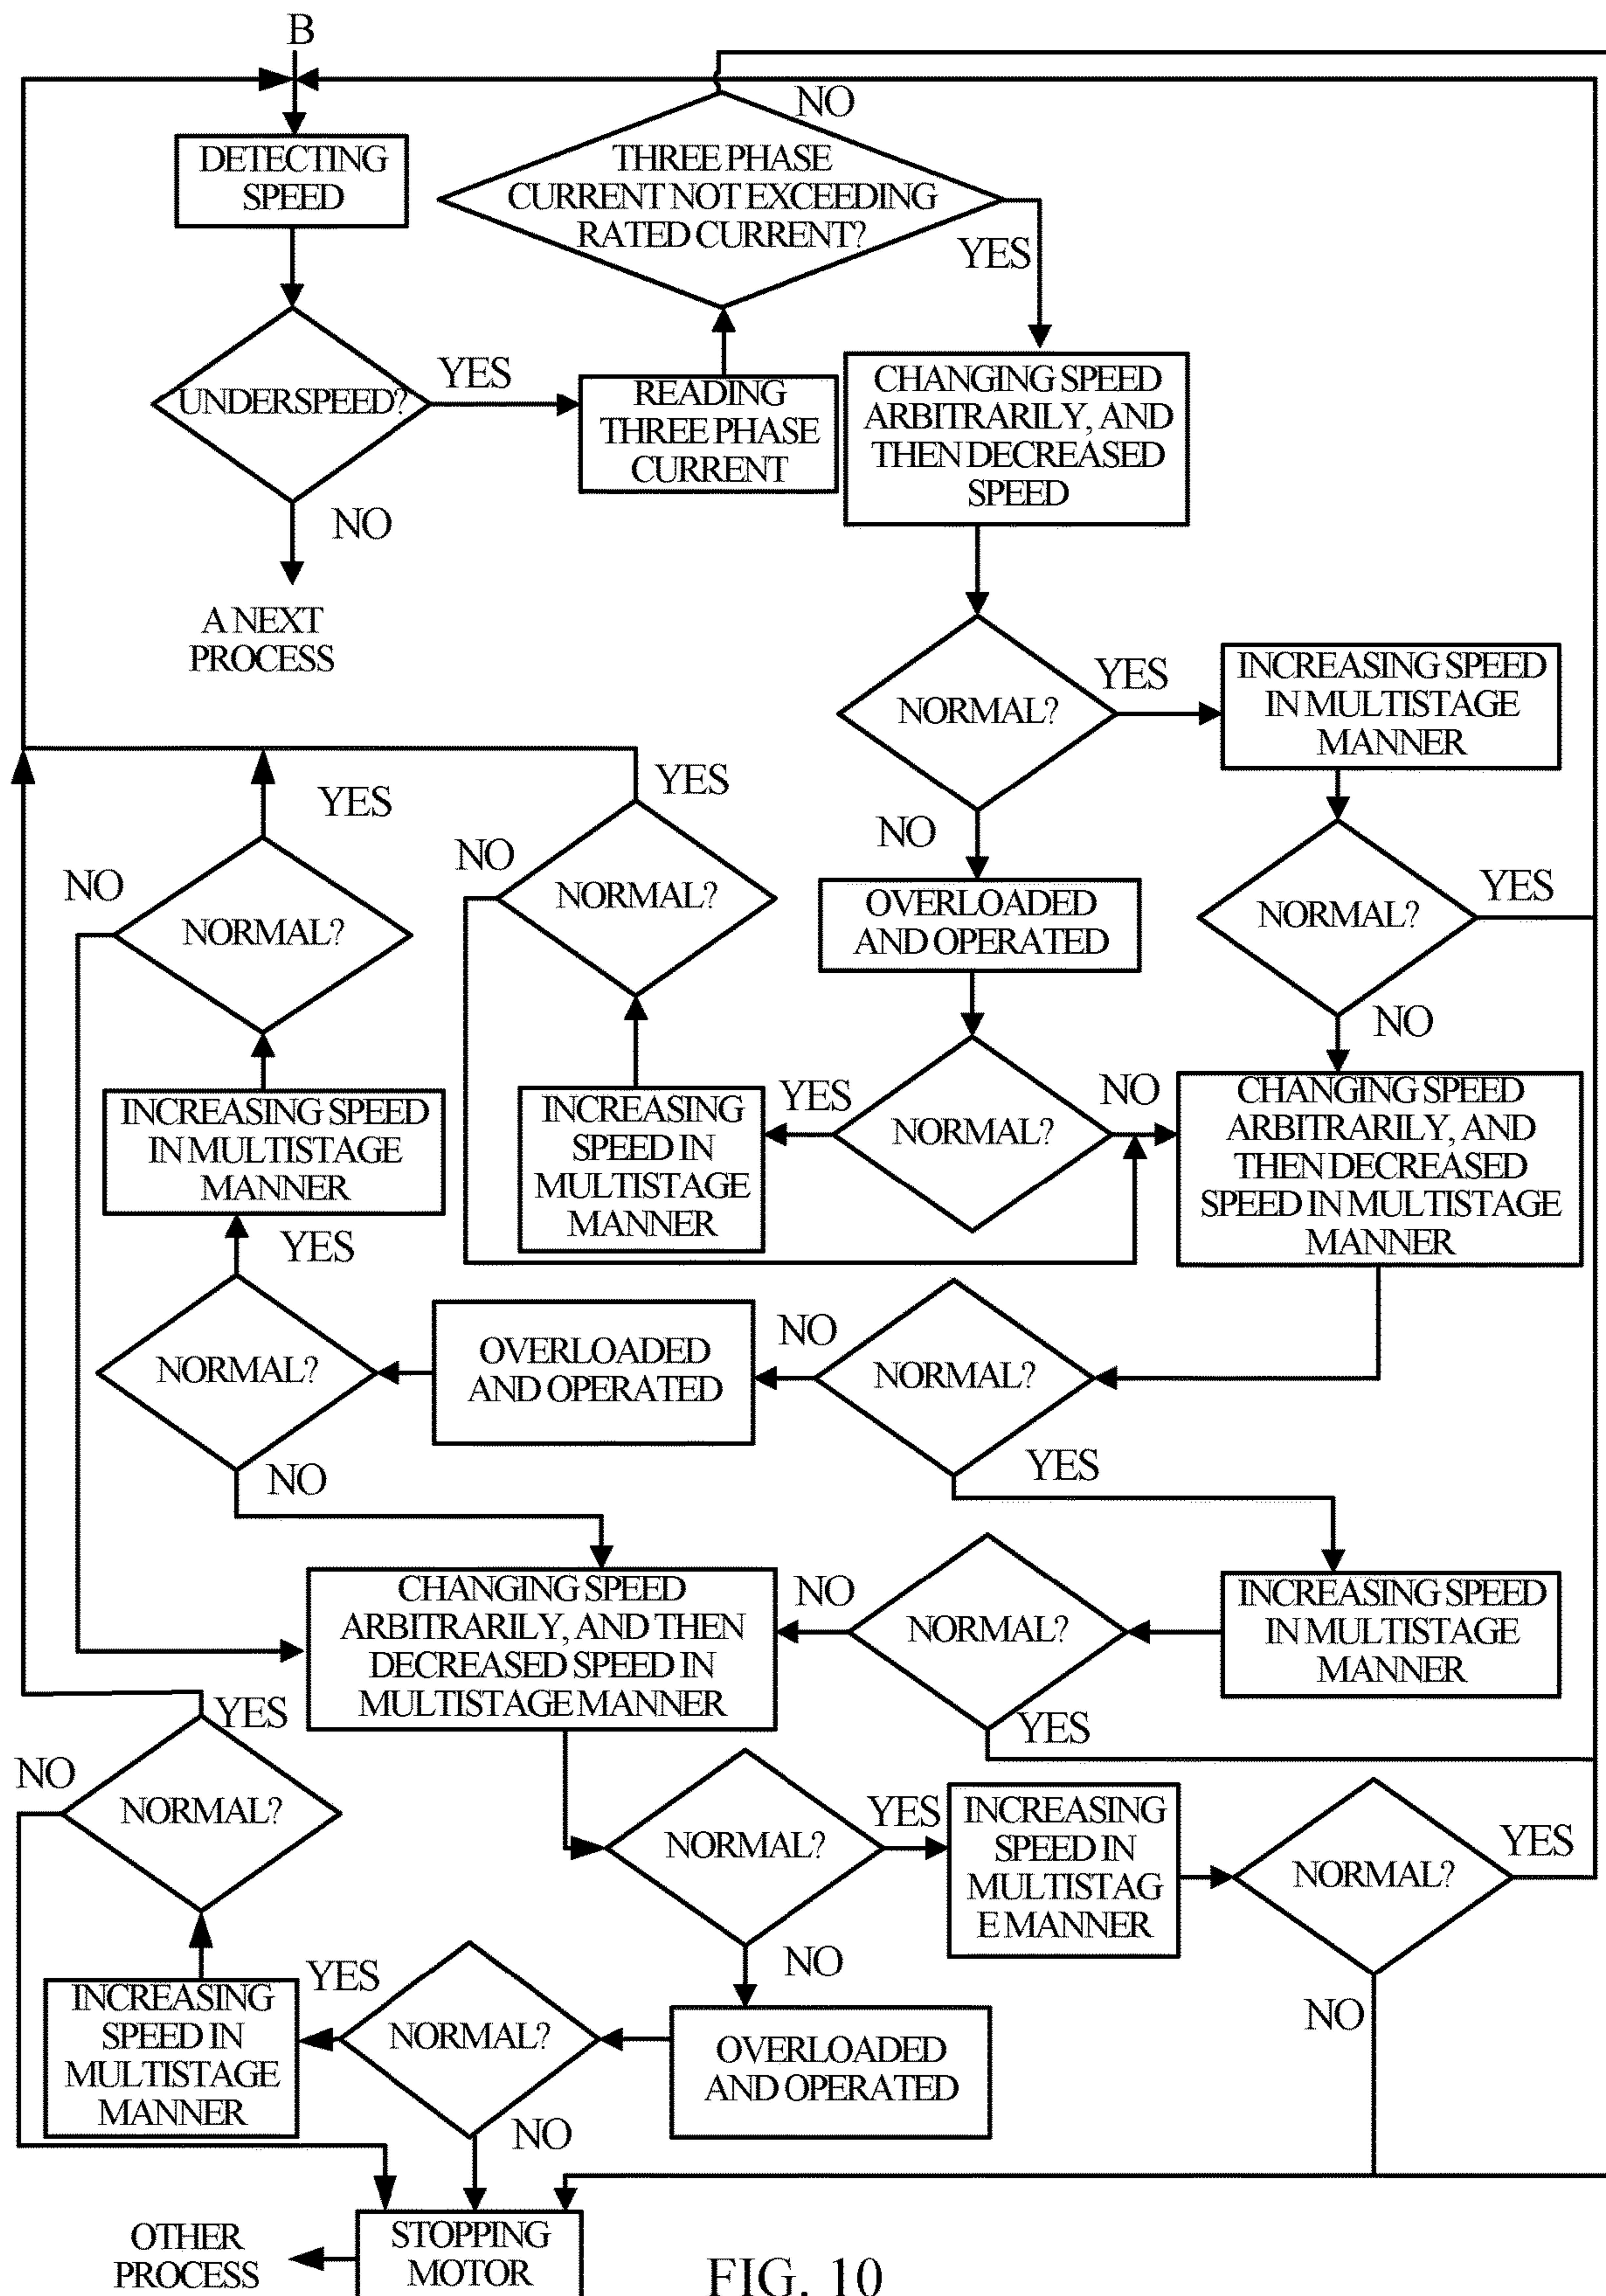 B
DETECTING
SPEED
NO
THREE PHASE
CURRENT NOT EXCEEDING
RATED CURRENT?
YES
UNDERSPEED?
YES
READING
THREE PHASE
CURRENT
CHANGING SPEED
ARBITRARILY, AND
THEN DECREASED
SPEED
NO
A NEXT
PROCESS
NORMAL?
YES
INCREASING SPEED
IN MULTISTAGE
MANNER
YES
NORMAL?
NO
YES
NORMAL?
NO
NO
OVERLOADED
AND OPERATED
NORMAL?
YES
NO
INCREASING SPEED
IN MULTISTAGE
MANNER
YES
INCREASING
SPEED IN
MULTISTAGE
MANNER
YES
NORMAL?
NO
CHANGING SPEED
ARBITRARILY, AND
THEN DECREASED
SPEED IN MULTISTAGE
MANNER
NORMAL?
NO
OVERLOADED
AND OPERATED
NO
NORMAL?
YES
CHANGING SPEED
ARBITRARILY, AND THEN
DECREASED SPEED IN
MULTISTAGE MANNER
NO
NORMAL?
YES
INCREASING SPEED
IN MULTISTAGE
MANNER
YES
NO
NORMAL?
NORMAL?
YES
INCREASING
SPEED IN
MULTISTAG
E MANNER
NORMAL?
YES
NO
NO
INCREASING
SPEED IN
MULTISTAGE
MANNER
YES
NORMAL?
NO
OVERLOADED
AND OPERATED
OTHER
PROCESS
STOPPING
MOTOR
FIG. 10